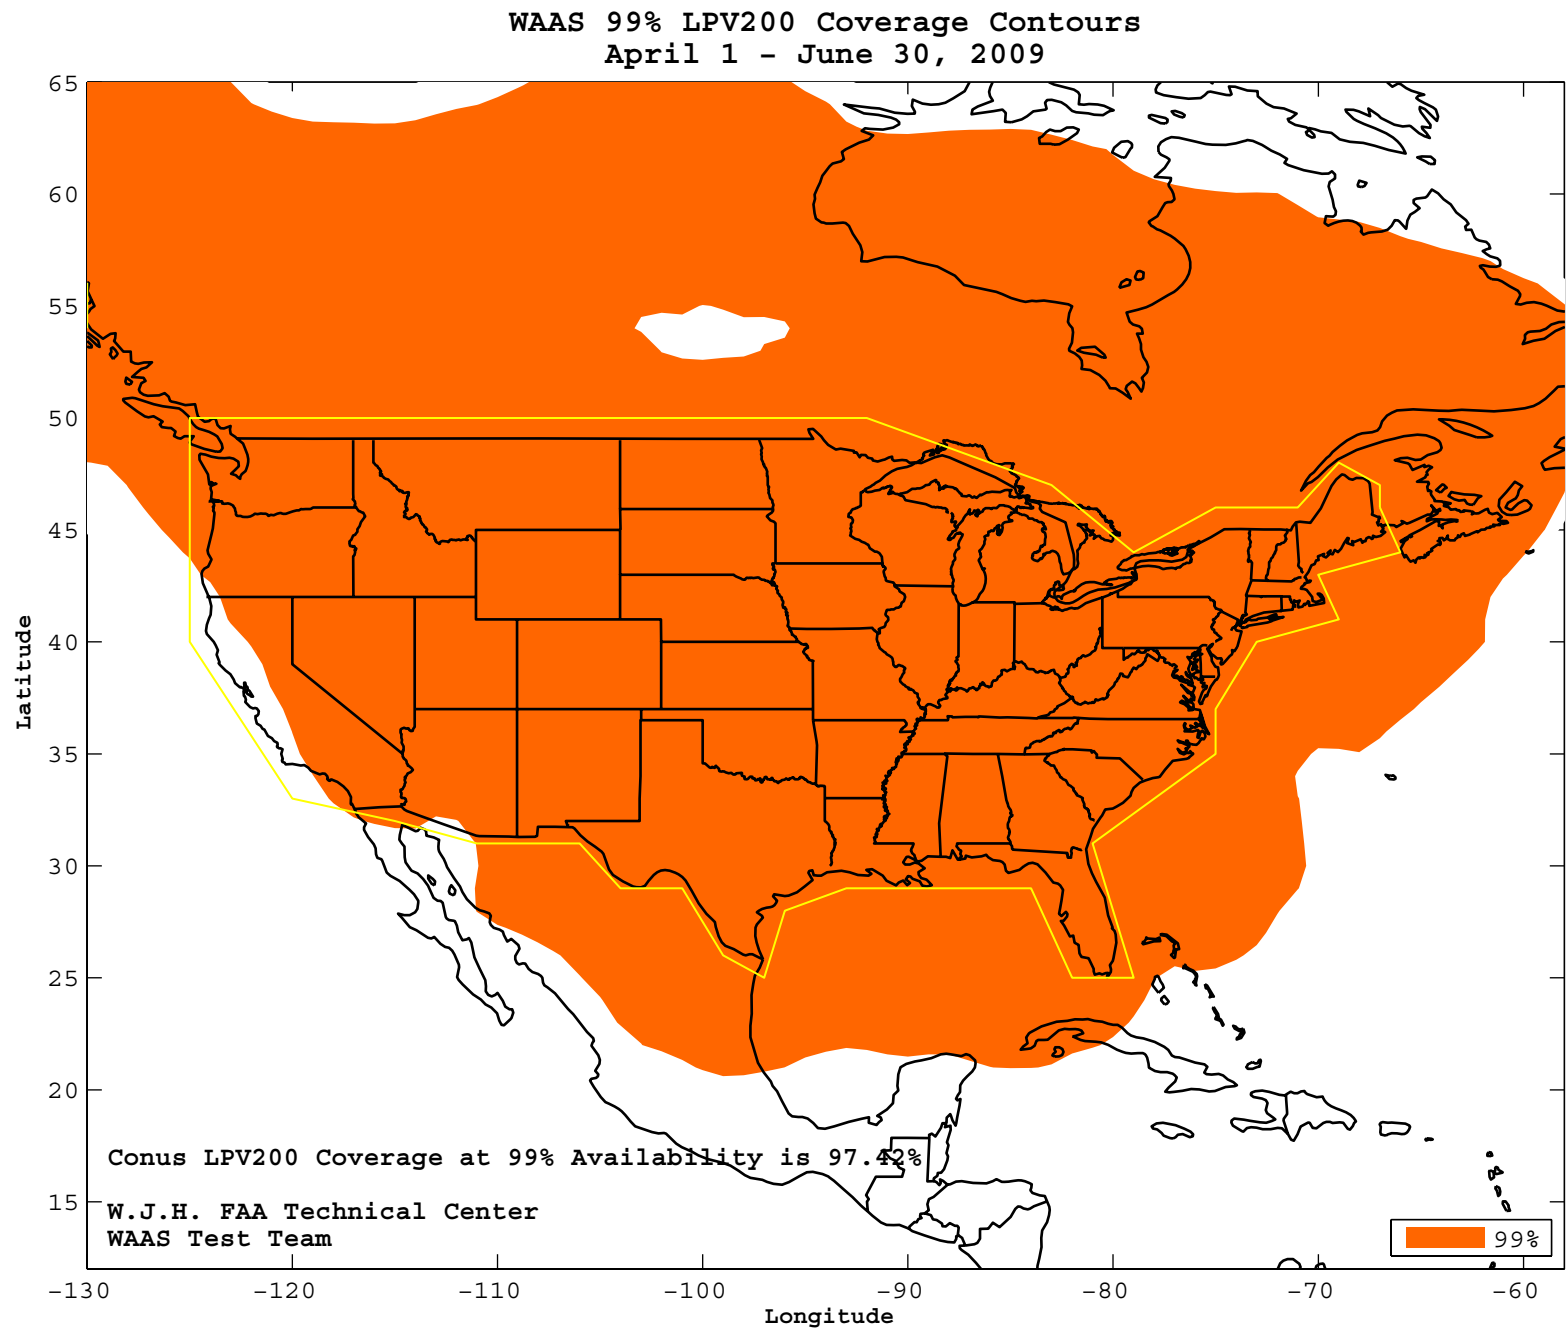 WAAS 99% LPV200 Coverage Contours
April 1 - June 30, 2009
65
60
55
50
45
40
35
30
25
20
15
Latitude
Conus LPV200 Coverage at 99% Availability is 97.42%
W.J.H. FAA Technical Center
WAAS Test Team
99%
-130 -120 -110 -100 -90 -80 -70 -60
Longitude